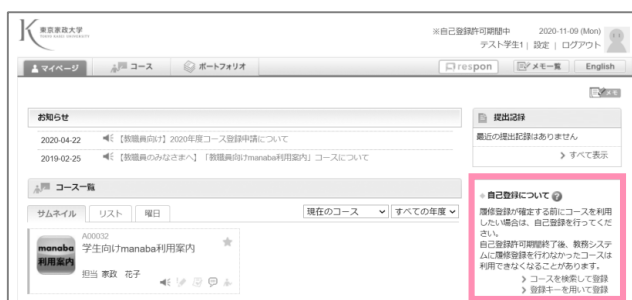 東京家政大学
TOKYO KASEI UNIVERSITY
※自己登録許可期間中 2020-11-09 (Mon)
テスト学生1 | 設定 | ログアウト
マイページ コース ポートフォリオ respon メモ一覧 English
メモ
お知らせ
2020-04-22 【教職員向け】2020年度コース登録申請について
2019-02-25 【教職員のみなさまへ】「教職員向けmanaba利用案内」コースについて
提出記録
最近の提出記録はありません
すべて表示
コース一覧
サムネイル リスト 曜日 現在のコース すべての年度
manaba
利用案内
A00032
学生向けmanaba利用案内
担当 家政 花子
自己登録について
履修登録が確定する前にコースを利用
したい場合は、自己登録を行ってくだ
さい。
自己登録許可期間終了後、教務システ
ムに履修登録を行わなかったコースは
利用できなくなることがあります。
コースを検索して登録
登録キーを用いて登録